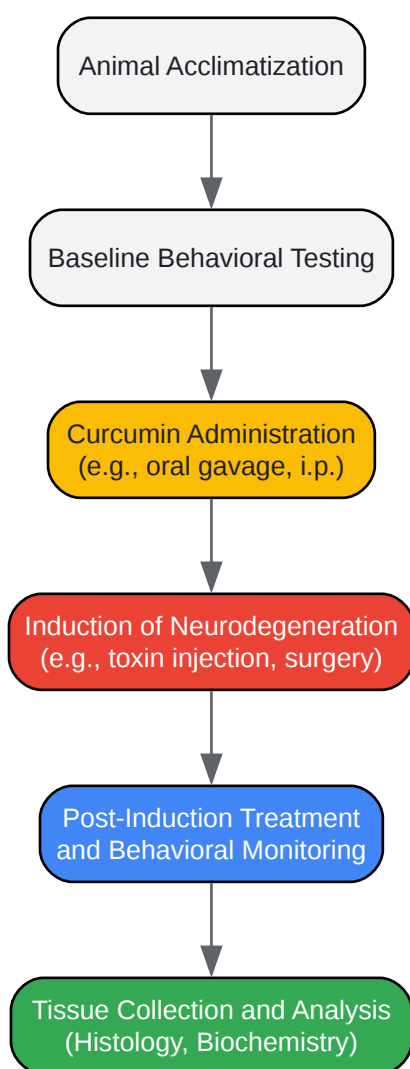 Animal Acclimatization
Baseline Behavioral Testing
Curcumin Administration
(e.g., oral gavage, i.p.)
Induction of Neurodegeneration
(e.g., toxin injection, surgery)
Post-Induction Treatment
and Behavioral Monitoring
Tissue Collection and Analysis
(Histology, Biochemistry)